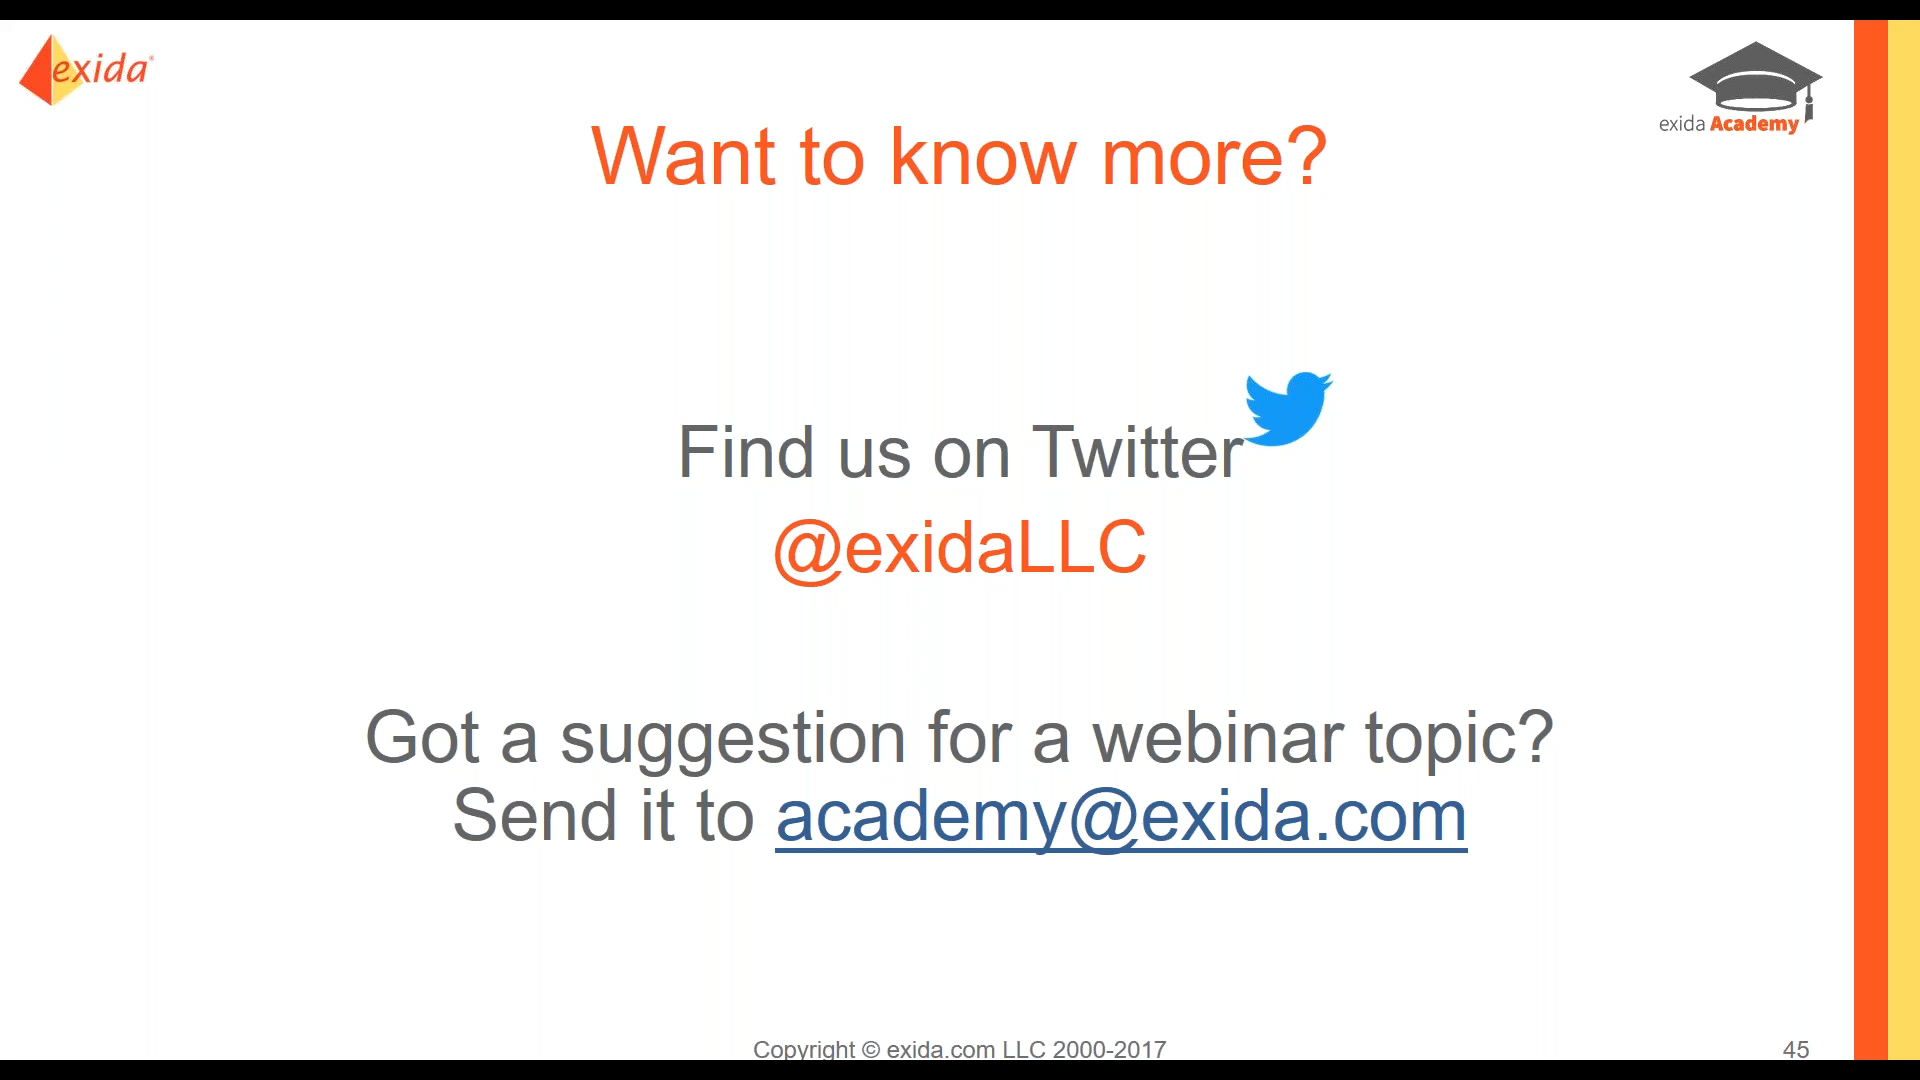 exida
exida Academy
Want to know more?
Find us on Twitter
@exidaLLC
Got a suggestion for a webinar topic?
Send it to academy@exida.com
Copyright © exida.com LLC 2000-2017
45